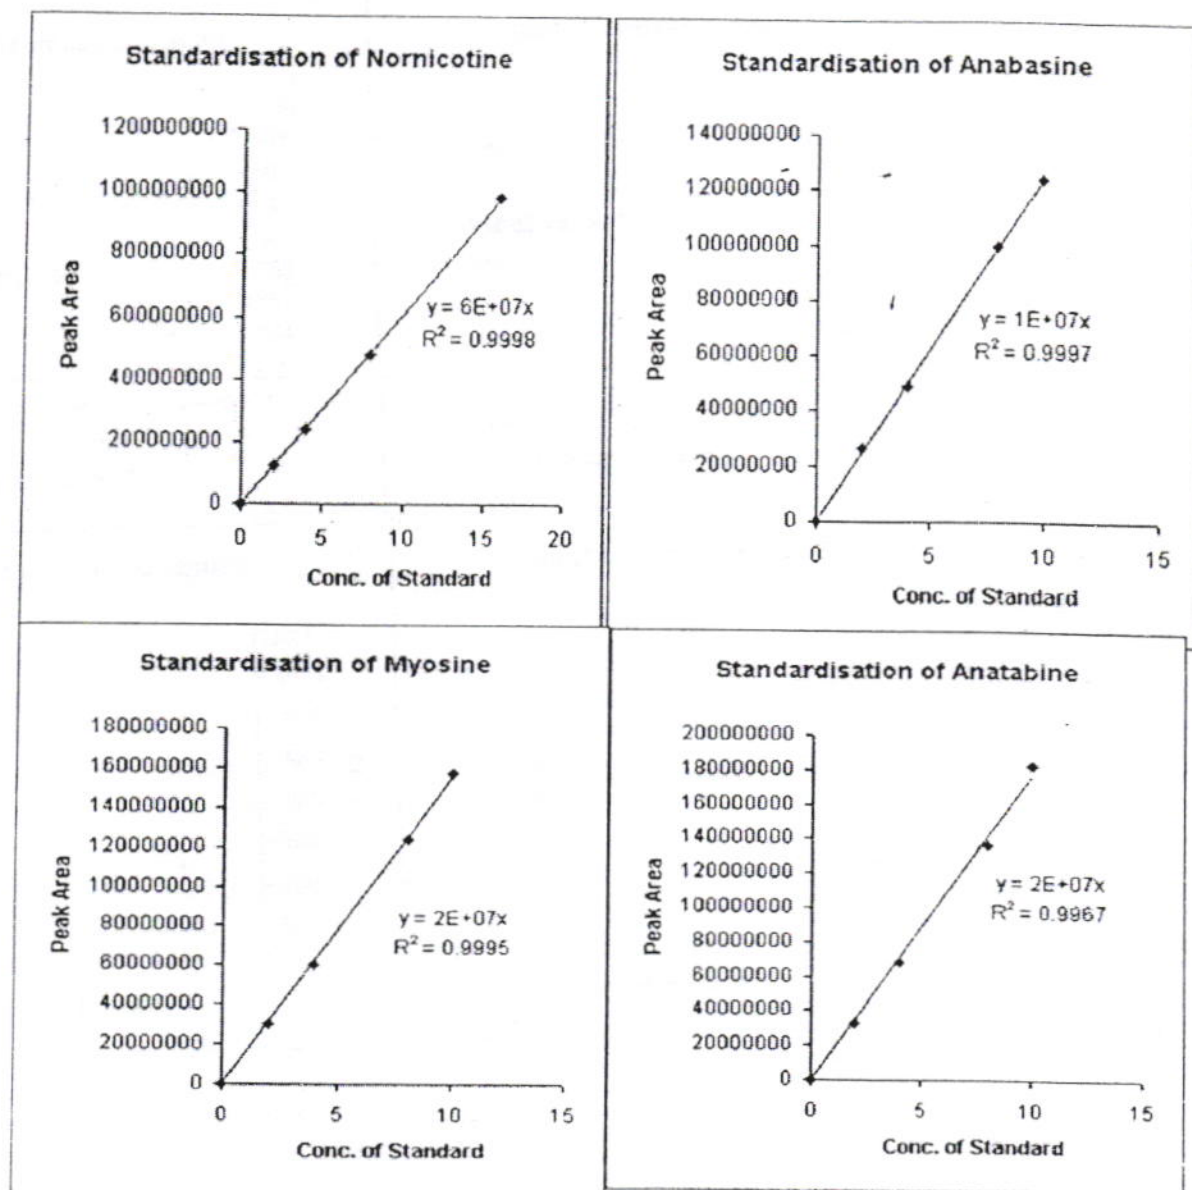 Standardisation of Nornicotine
1200000000
1000000000
800000000
600000000
400000000
200000000
0
Peak Area
y = 6E+07x
R² = 0.9998
0 5 10 15 20
Conc. of Standard
Standardisation of Anabasine
140000000
120000000
100000000
80000000
60000000
40000000
20000000
0
Peak Area
y = 1E+07x
R² = 0.9997
0 5 10 15
Conc. of Standard
Standardisation of Myosine
180000000
160000000
140000000
120000000
100000000
80000000
60000000
40000000
20000000
0
Peak Area
y = 2E+07x
R² = 0.9995
0 5 10 15
Conc. of Standard
Standardisation of Anatabine
200000000
180000000
160000000
140000000
120000000
100000000
80000000
60000000
40000000
20000000
0
Peak Area
y = 2E+07x
R² = 0.9967
0 5 10 15
Conc. of Standard